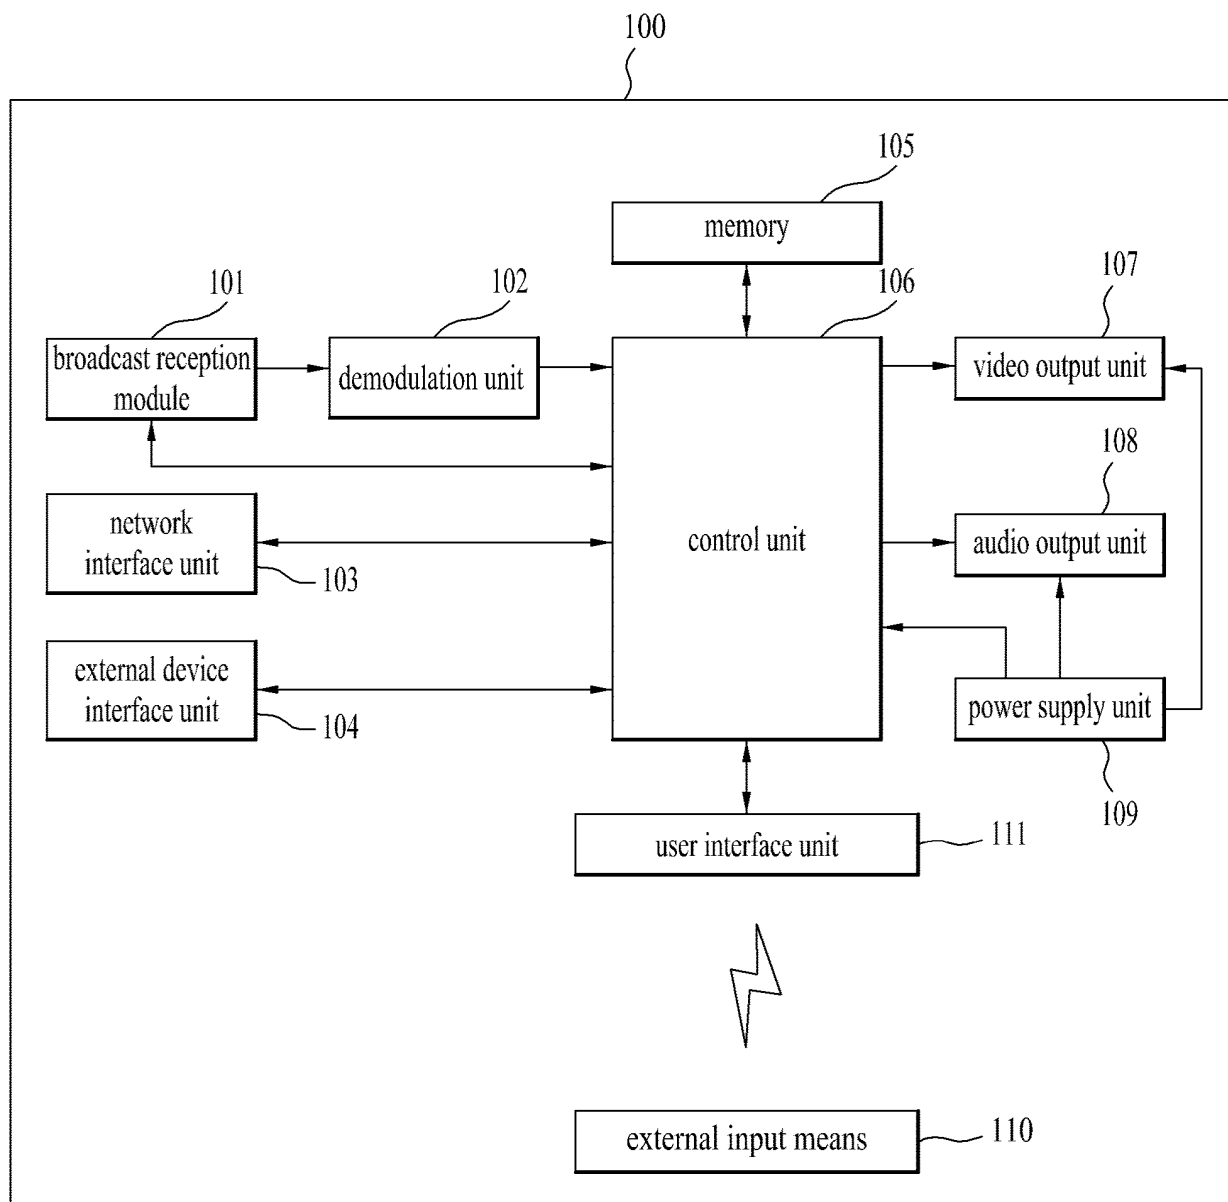 100
105
memory
101
102
106
107
broadcast reception
module
demodulation unit
video output unit
108
network
interface unit
103
control unit
audio output unit
external device
interface unit
104
power supply unit
109
user interface unit
111
external input means
110